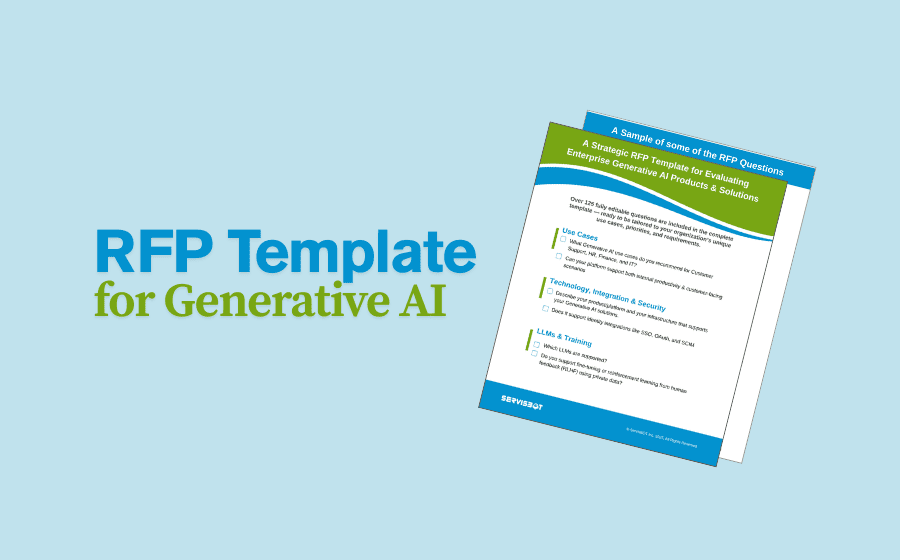 RFP Template
for Generative AI
A Sample of some of the RFP Questions
A Strategic RFP Template for Evaluating
Enterprise Generative AI Products & Solutions
Over 125 fully editable questions are included in the complete
template — ready to be tailored to your organization's unique
use cases, priorities, and requirements.
Use Cases
What Generative AI use cases do you recommend for Customer
Support, HR, Finance, and IT?
Can your platform support both internal productivity & customer-facing
scenarios
Technology, Integration & Security
Describe your product/platform and your infrastructure that supports
your Generative AI solutions.
Does it support identity integrations like SSO, OAuth, and SCIM
LLMs & Training
Which LLMs are supported?
Do you support fine-tuning or reinforcement learning from human
feedback (RLHF) using private data?
SERVISBOT
© ServisBOT Inc. 2025, All Rights Reserved